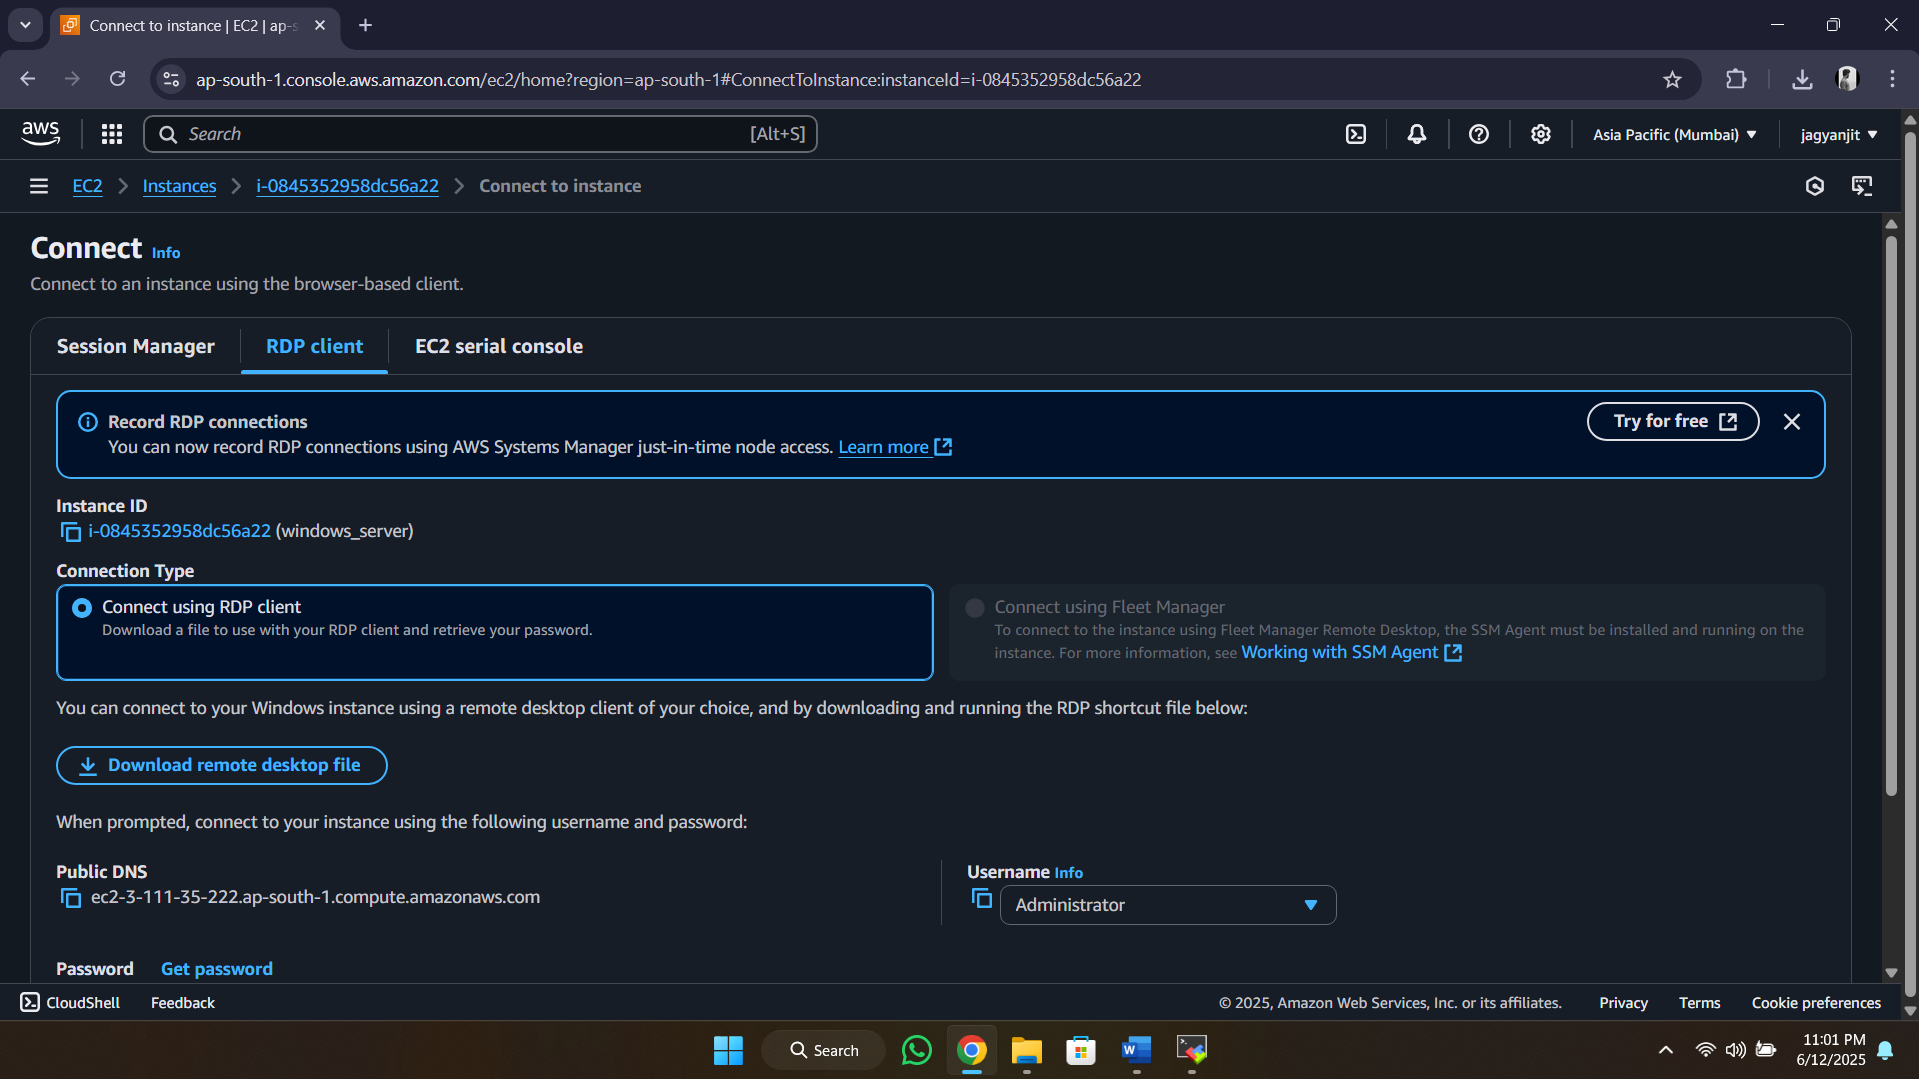 Connect to instance | EC2 | ap-s
ap-south-1.console.aws.amazon.com/ec2/home?region=ap-south-1#ConnectToInstance:instanceId=i-0845352958dc56a22
aws
Search [Alt+S]
Asia Pacific (Mumbai)
jagyanjit
EC2 > Instances > i-0845352958dc56a22 > Connect to instance
Connect Info
Connect to an instance using the browser-based client.
Session Manager
RDP client
EC2 serial console
Record RDP connections
You can now record RDP connections using AWS Systems Manager just-in-time node access. Learn more
Try for free
Instance ID
i-0845352958dc56a22 (windows_server)
Connection Type
Connect using RDP client
Download a file to use with your RDP client and retrieve your password.
Connect using Fleet Manager
To connect to the instance using Fleet Manager Remote Desktop, the SSM Agent must be installed and running on the
instance. For more information, see Working with SSM Agent
You can connect to your Windows instance using a remote desktop client of your choice, and by downloading and running the RDP shortcut file below:
Download remote desktop file
When prompted, connect to your instance using the following username and password:
Public DNS
ec2-3-111-35-222.ap-south-1.compute.amazonaws.com
Username Info
Administrator
Password Get password
CloudShell Feedback
© 2025, Amazon Web Services, Inc. or its affiliates. Privacy Terms Cookie preferences
Search
11:01 PM
6/12/2025